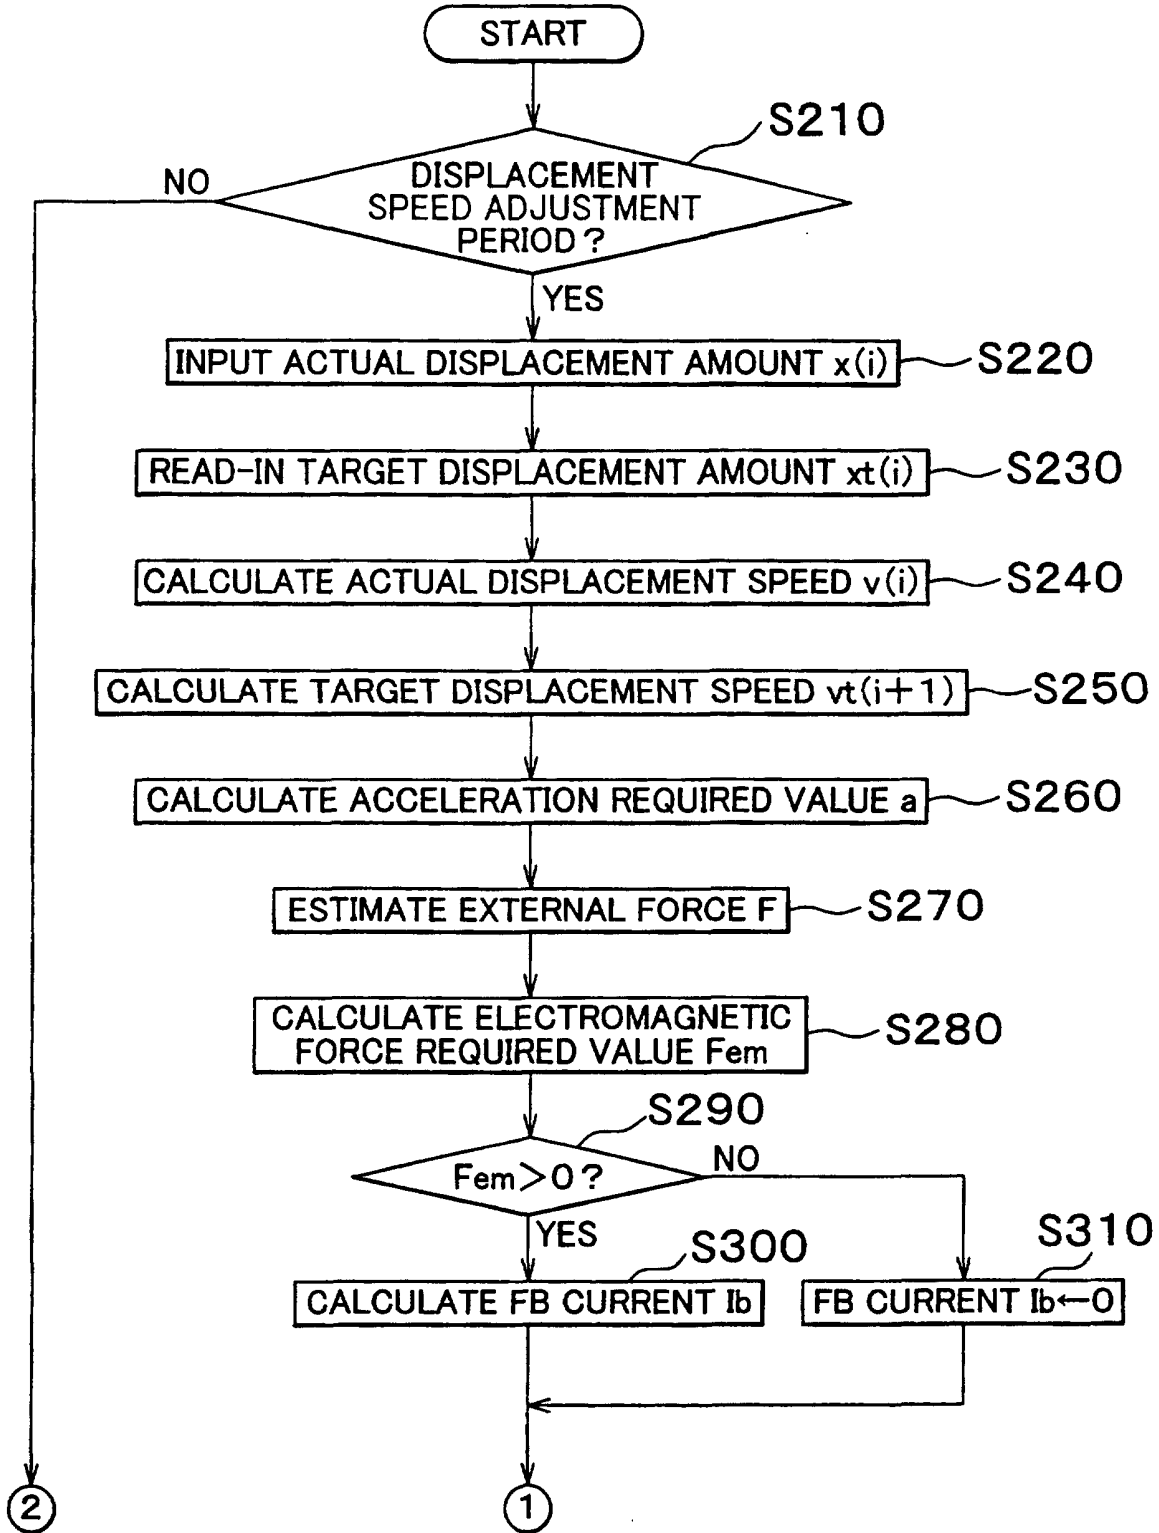 START
S210
NO
DISPLACEMENT
SPEED ADJUSTMENT
PERIOD?
YES
INPUT ACTUAL DISPLACEMENT AMOUNT x(i)
S220
READ-IN TARGET DISPLACEMENT AMOUNT xt(i)
S230
CALCULATE ACTUAL DISPLACEMENT SPEED v(i)
S240
CALCULATE TARGET DISPLACEMENT SPEED vt(i+1)
S250
CALCULATE ACCELERATION REQUIRED VALUE a
S260
ESTIMATE EXTERNAL FORCE F
S270
CALCULATE ELECTROMAGNETIC
FORCE REQUIRED VALUE Fem
S280
S290
Fem>0?
NO
YES
S300
S310
CALCULATE FB CURRENT Ib
FB CURRENT Ib←0
2
1